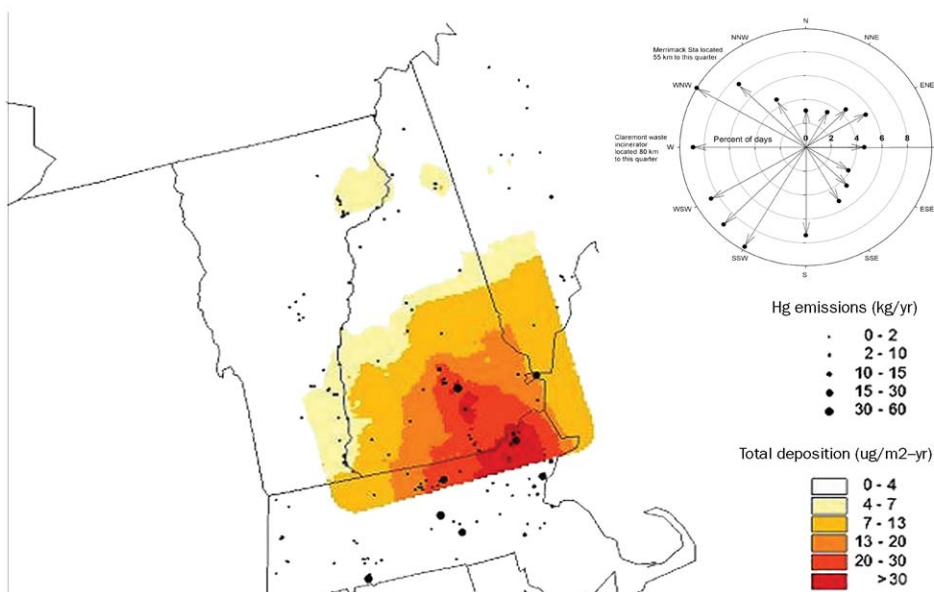 N
NNW
NNE
Merrimack Sta located
55 km to this quarter
WNW
ENE
Percent of days
0 2 4 6 8
Claremont waste
incinerator
located 80 km
to this quarter
W
WSW
ESE
SSW
SSE
S
Hg emissions (kg/yr)
0 - 2
2 - 10
10 - 15
15 - 30
30 - 60
Total deposition (ug/m2–yr)
0 - 4
4 - 7
7 - 13
13 - 20
20 - 30
>30